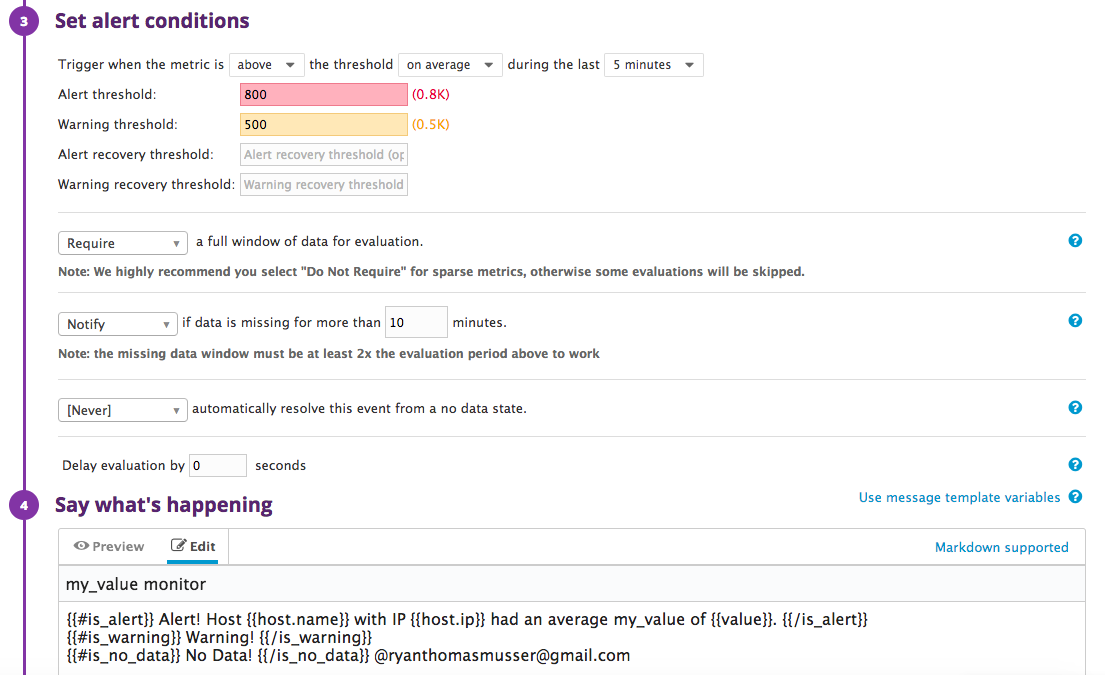 3 Set alert conditions
Trigger when the metric is above the threshold on average during the last 5 minutes
Alert threshold: 800 (0.8K)
Warning threshold: 500 (0.5K)
Alert recovery threshold: Alert recovery threshold (op
Warning recovery threshold: Warning recovery threshold
Require a full window of data for evaluation. ?
Note: We highly recommend you select "Do Not Require" for sparse metrics, otherwise some evaluations will be skipped.
Notify if data is missing for more than 10 minutes. ?
Note: the missing data window must be at least 2x the evaluation period above to work
[Never] automatically resolve this event from a no data state. ?
Delay evaluation by 0 seconds ?
4 Say what's happening Use message template variables ?
Preview Edit Markdown supported
my_value monitor
{{#is_alert}} Alert! Host {{host.name}} with IP {{host.ip}} had an average my_value of {{value}}. {{/is_alert}}
{{#is_warning}} Warning! {{/is_warning}}
{{#is_no_data}} No Data! {{/is_no_data}} @ryanthomasmusser@gmail.com